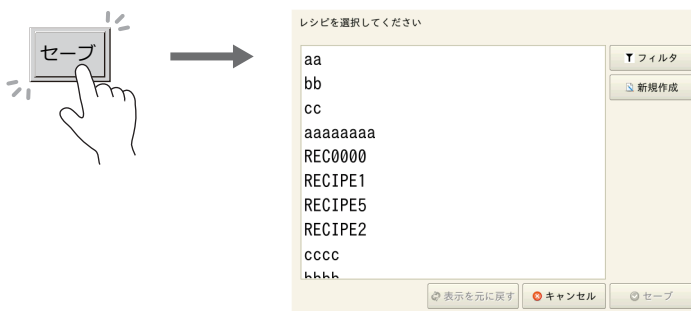 セーブ
レシピを選択してください
aa
bb
cc
aaaaaaaa
REC0000
RECIPE1
RECIPE5
RECIPE2
cccc
bbbb
フィルタ
新規作成
表示を元に戻す
キャンセル
セーブ